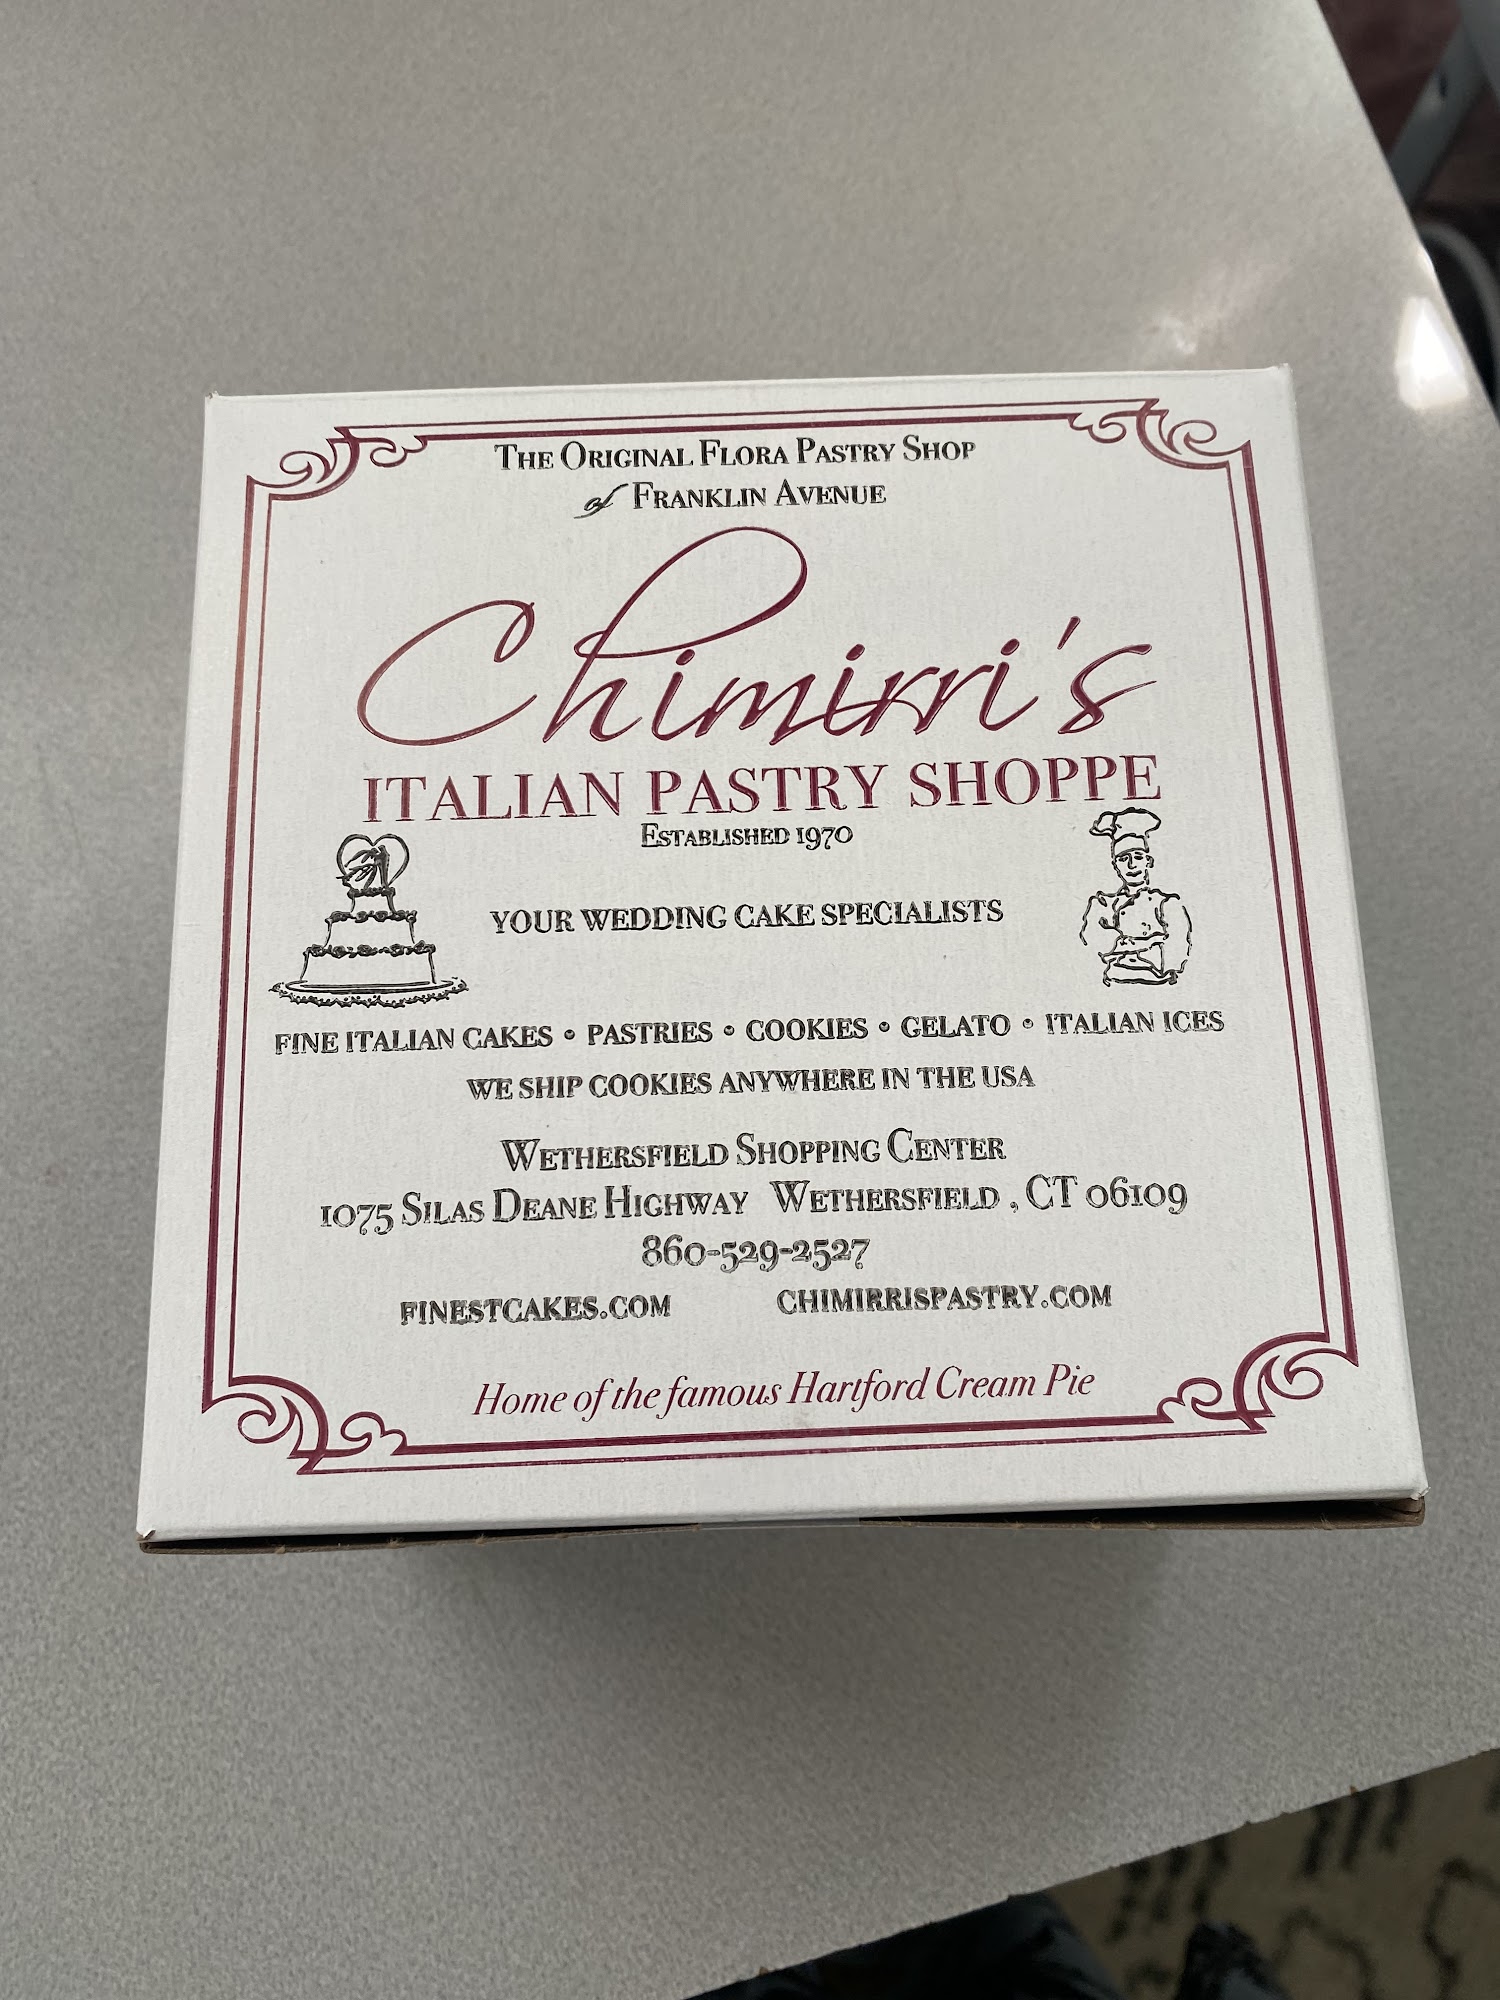 The Original Flora Pastry Shop
of Franklin Avenue
Chimirri's
ITALIAN PASTRY SHOPPE
Established 1970
YOUR WEDDING CAKE SPECIALISTS
FINE ITALIAN CAKES • PASTRIES • COOKIES • GELATO • ITALIAN ICES
WE SHIP COOKIES ANYWHERE IN THE USA
Wethersfield Shopping Center
1075 Silas Deane Highway Wethersfield , CT 06109
860-529-2527
FINESTCAKES.COM CHIMIRRISPASTRY.COM
Home of the famous Hartford Cream Pie